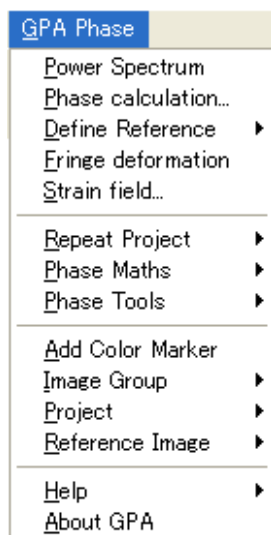 GPA Phase
Power Spectrum
Phase calculation...
Define Reference
Fringe deformation
Strain field...
Repeat Project
Phase Maths
Phase Tools
Add Color Marker
Image Group
Project
Reference Image
Help
About GPA